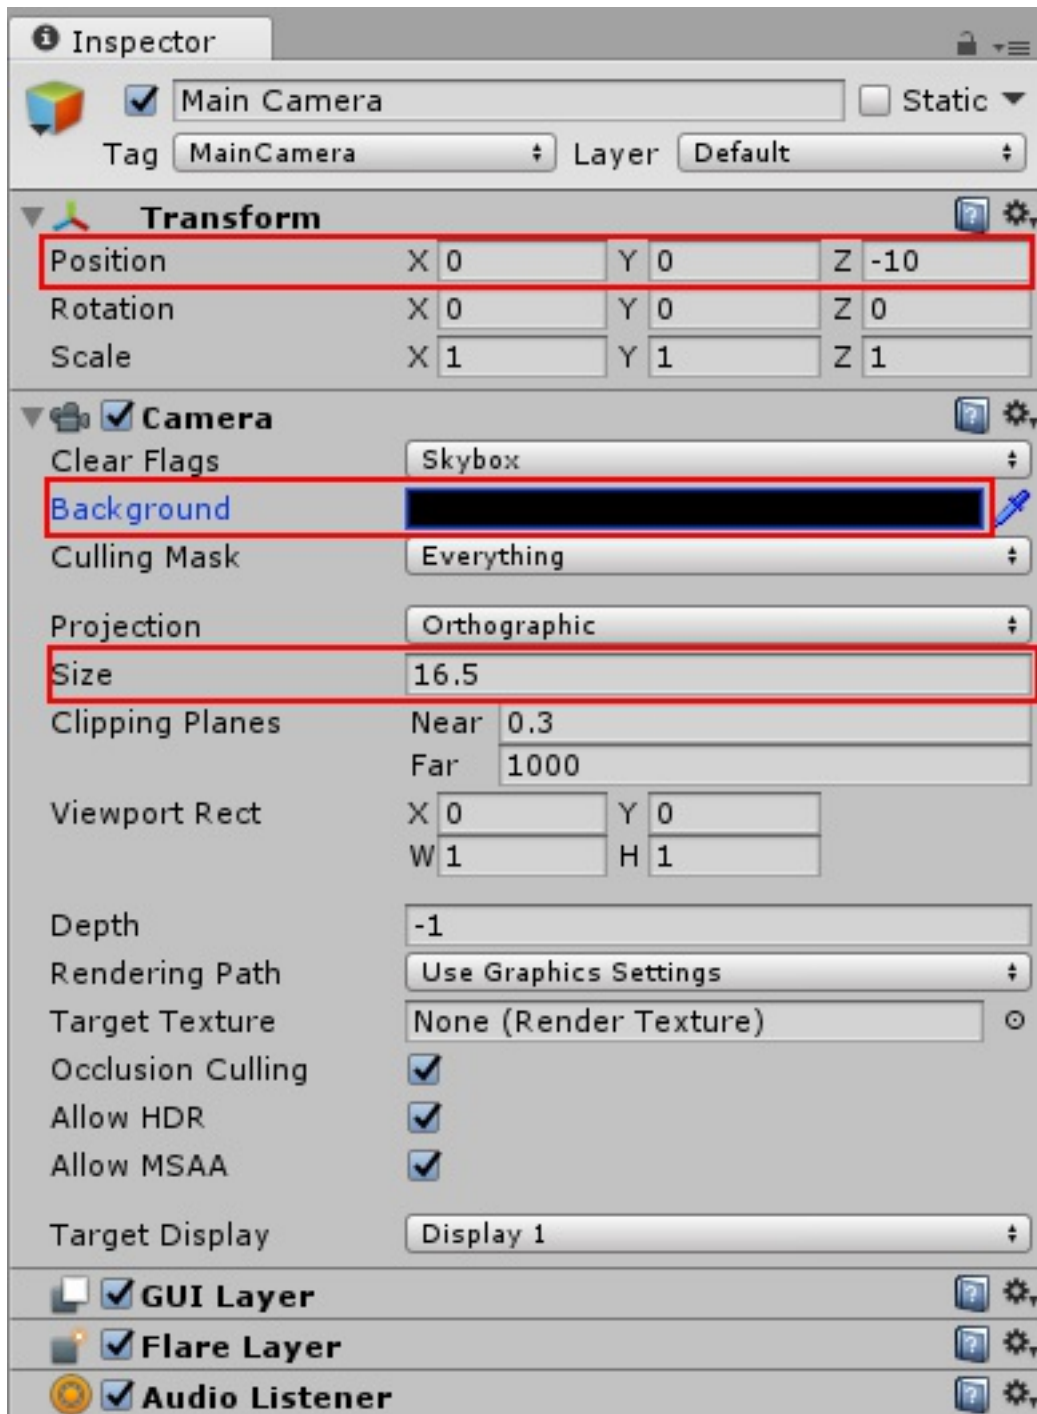 Inspector
Main Camera Static
Tag MainCamera Layer Default
Transform
Position X 0 Y 0 Z -10
Rotation X 0 Y 0 Z 0
Scale X 1 Y 1 Z 1
Camera
Clear Flags Skybox
Background
Culling Mask Everything
Projection Orthographic
Size 16.5
Clipping Planes Near 0.3
Far 1000
Viewport Rect X 0 Y 0
W 1 H 1
Depth -1
Rendering Path Use Graphics Settings
Target Texture None (Render Texture)
Occlusion Culling
Allow HDR
Allow MSAA
Target Display Display 1
GUI Layer
Flare Layer
Audio Listener